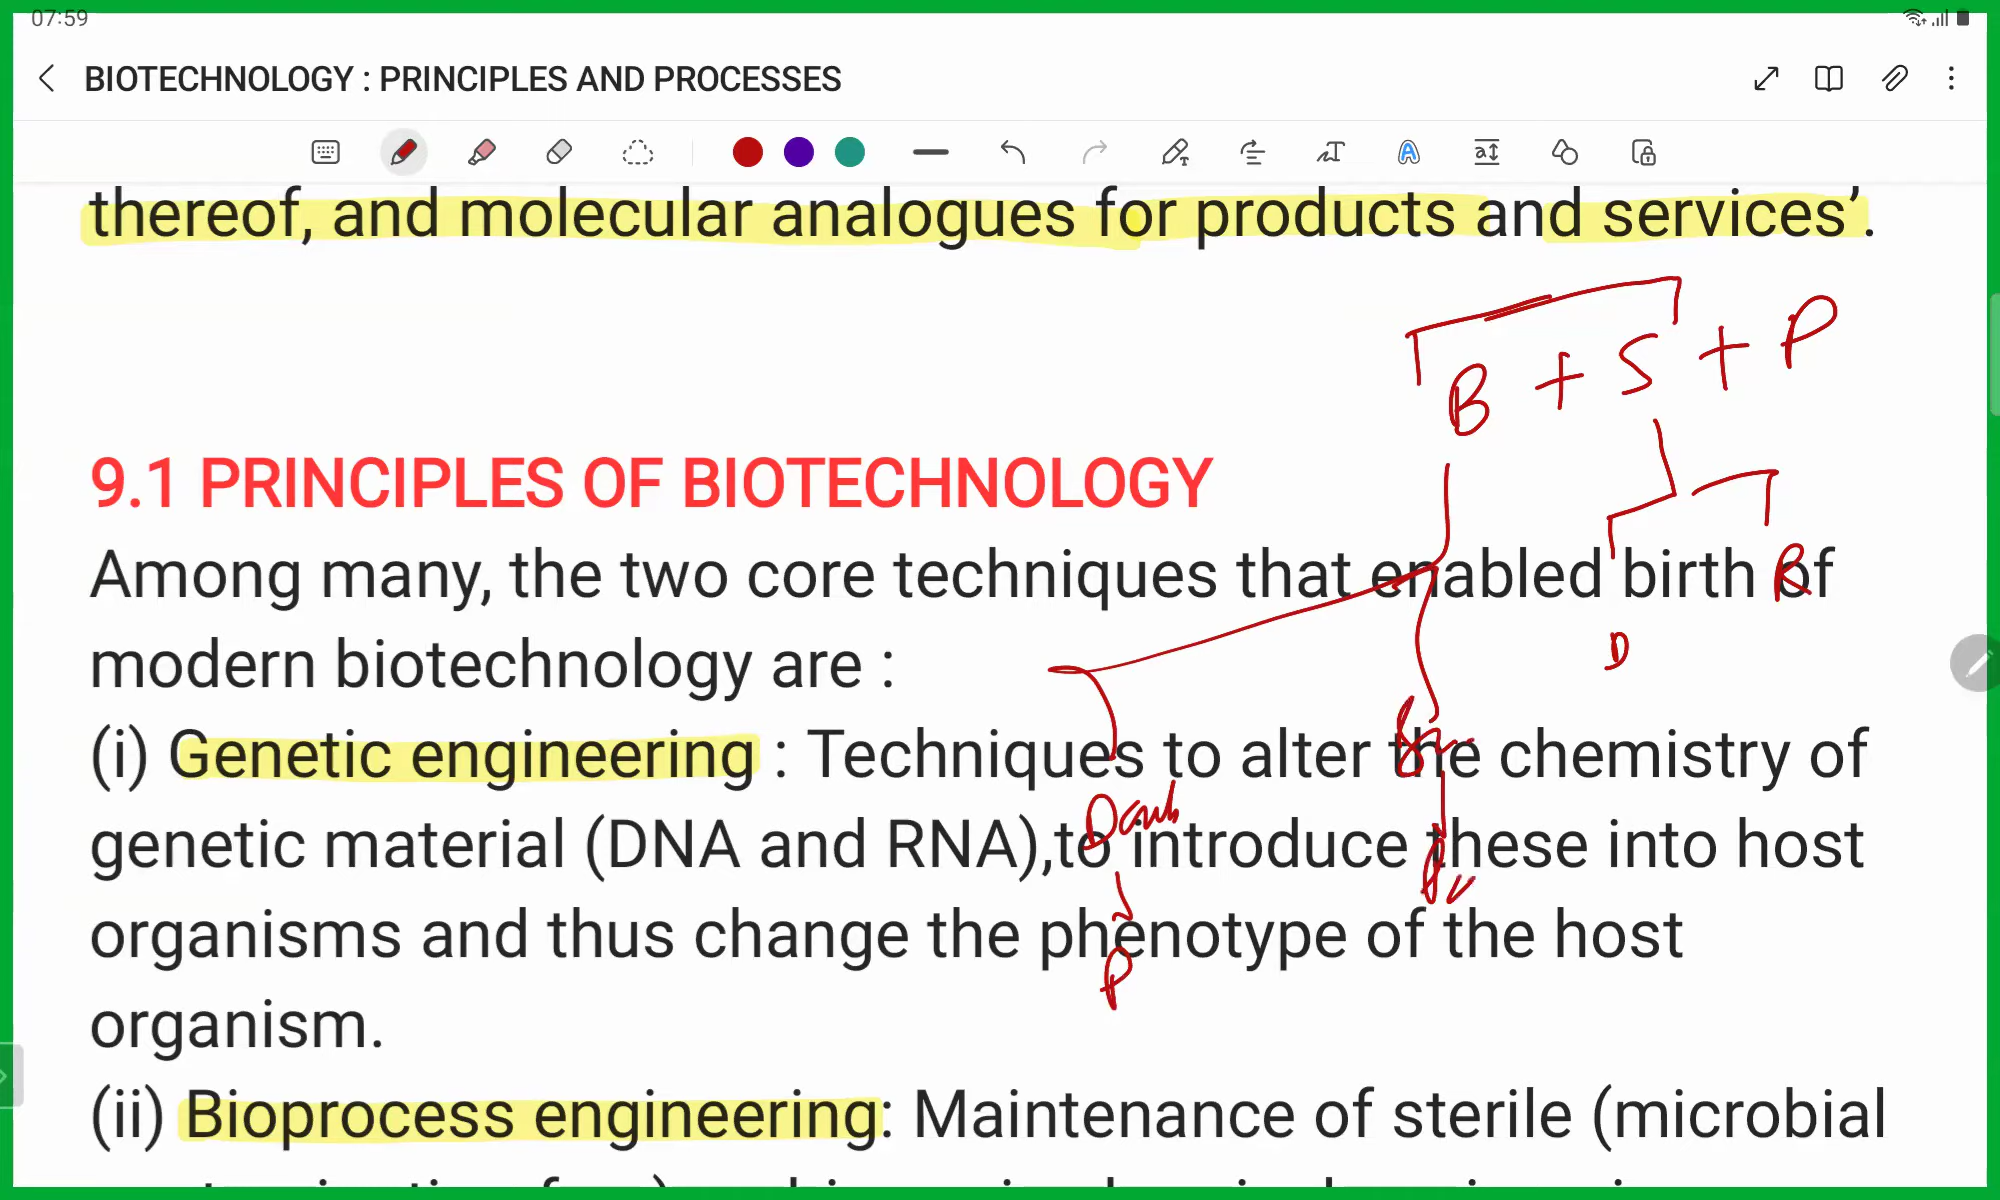 07:59
BIOTECHNOLOGY : PRINCIPLES AND PROCESSES
thereof, and molecular analogues for products and services’.
B + S + P
9.1 PRINCIPLES OF BIOTECHNOLOGY
Among many, the two core techniques that enabled birth of
R
modern biotechnology are :
D
(i) Genetic engineering : Techniques to alter the chemistry of
genetic material (DNA and RNA),to introduce these into host
organisms and thus change the phenotype of the host
P
organism.
(ii) Bioprocess engineering: Maintenance of sterile (microbial